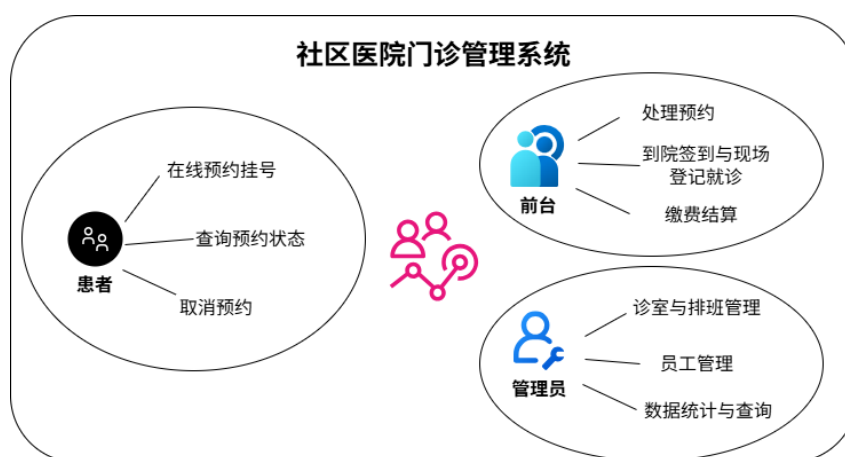 社区医院门诊管理系统
在线预约挂号
查询预约状态
取消预约
患者
处理预约
到院签到与现场
登记就诊
缴费结算
前台
诊室与排班管理
员工管理
数据统计与查询
管理员